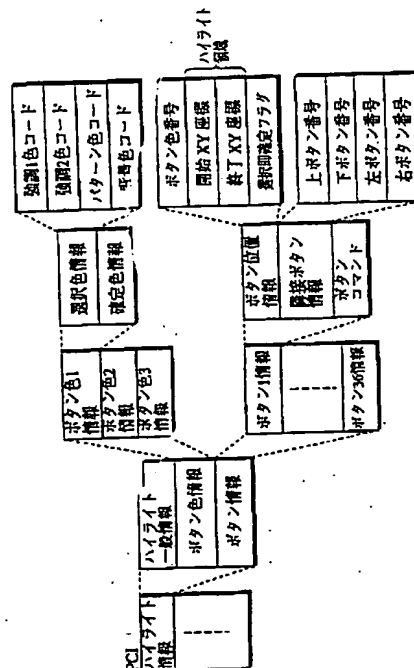 PCI
ハイライト
情報
ハイライト
一般情報
ボタン色情報
ボタン情報
ボタン色1
情報
ボタン色2
情報
ボタン色3
情報
選択色情報
確定色情報
強調1色コード
強調2色コード
パターン色コード
背景色コード
ボタン1情報
ボタン36情報
ボタン位置
情報
隣接ボタン
情報
ボタン
コマンド
ボタン色番号
開始XY座標
終了XY座標
選択即確定フラグ
ハイライト
領域
上ボタン番号
下ボタン番号
左ボタン番号
右ボタン番号